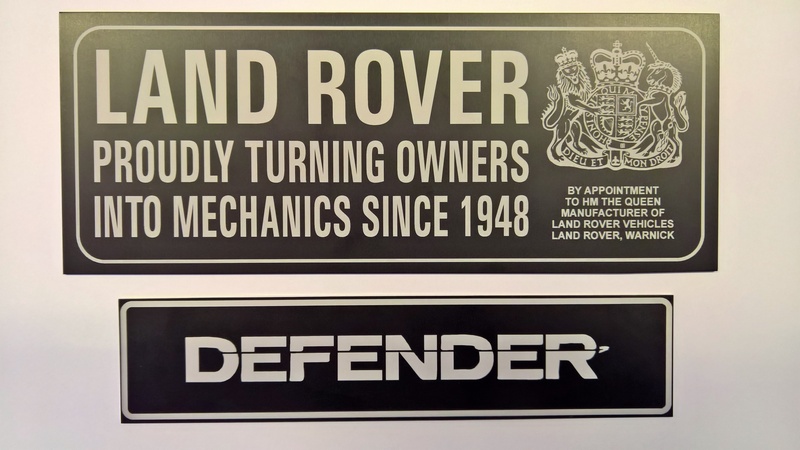 LAND ROVER
PROUDLY TURNING OWNERS
INTO MECHANICS SINCE 1948
DIEU ET MON DROIT
BY APPOINTMENT
TO HM THE QUEEN
MANUFACTURER OF
LAND ROVER VEHICLES
LAND ROVER, WARNICK
DEFENDER